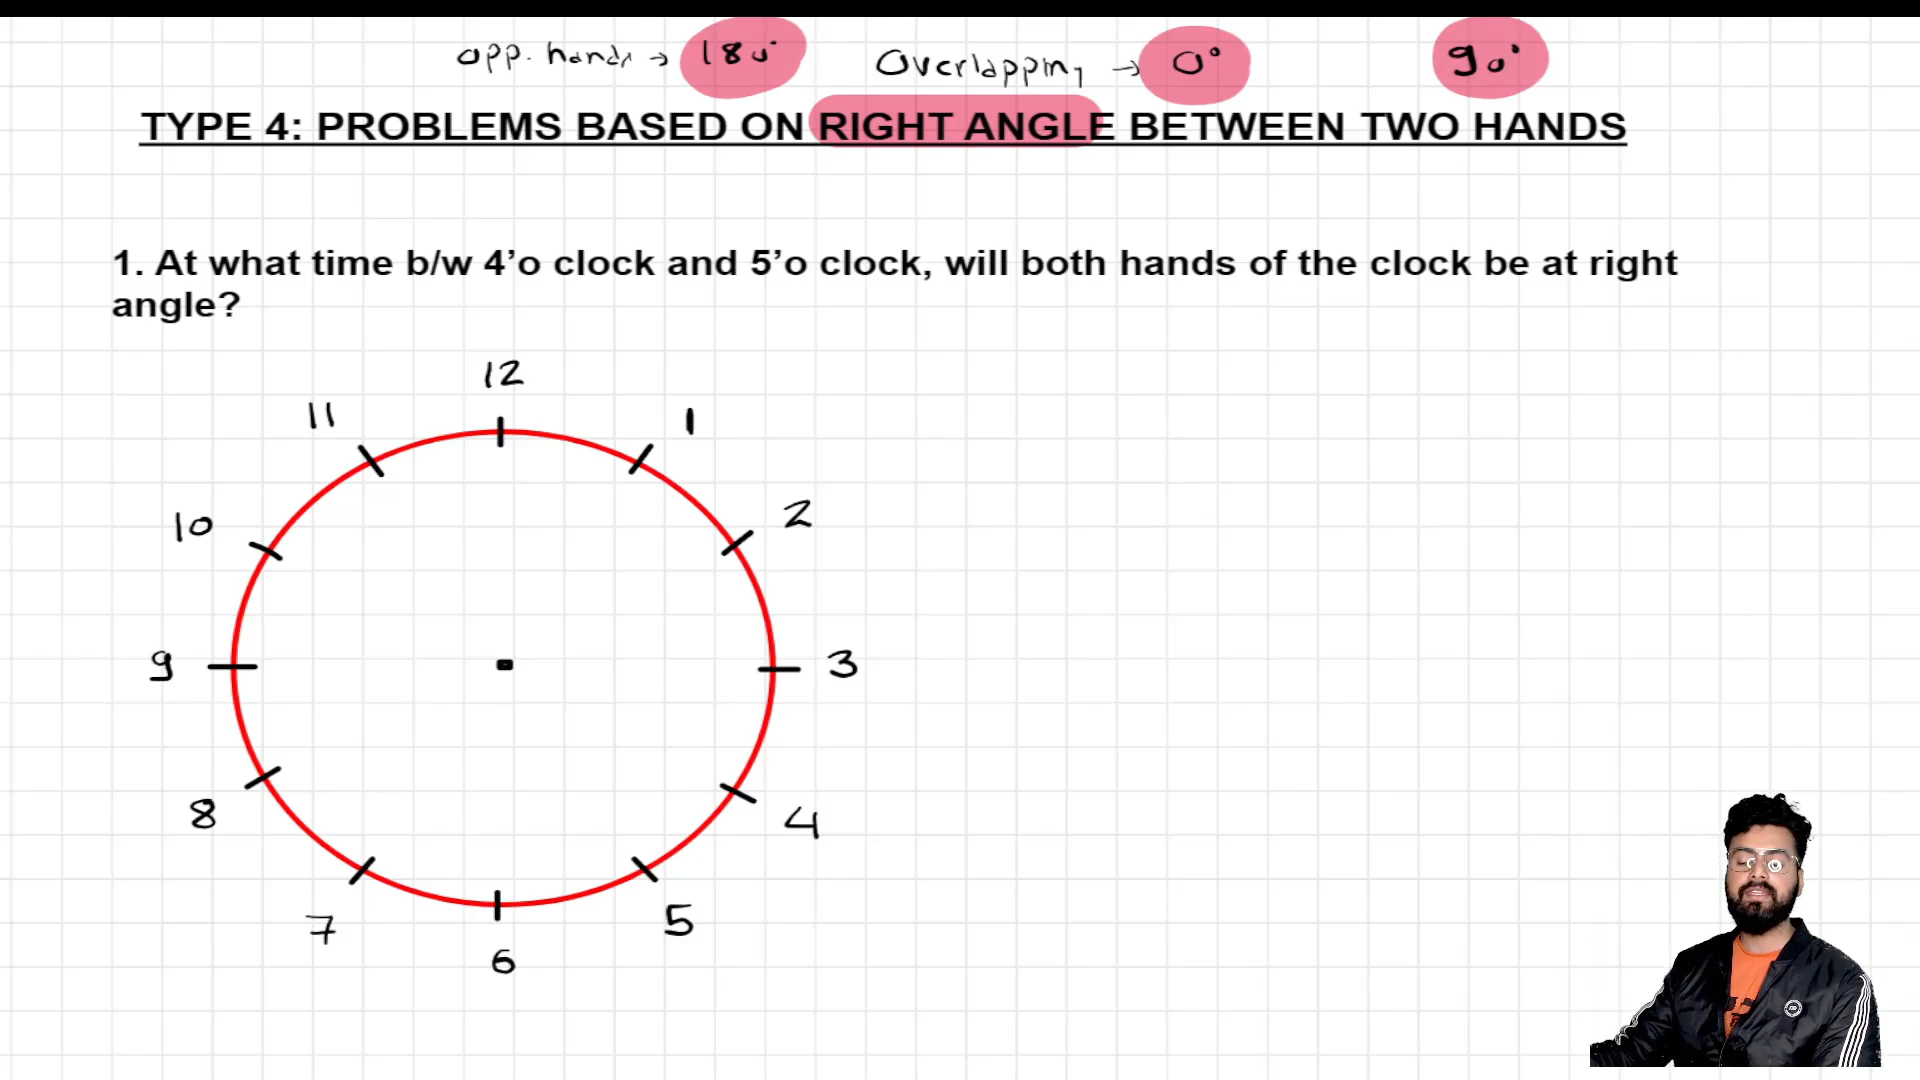 opp. hands → 180° Overlapping → 0° 90°
TYPE 4: PROBLEMS BASED ON RIGHT ANGLE BETWEEN TWO HANDS
1. At what time b/w 4’o clock and 5’o clock, will both hands of the clock be at right
angle?
12
11 1
10 2
9 3
8 4
7 5
6